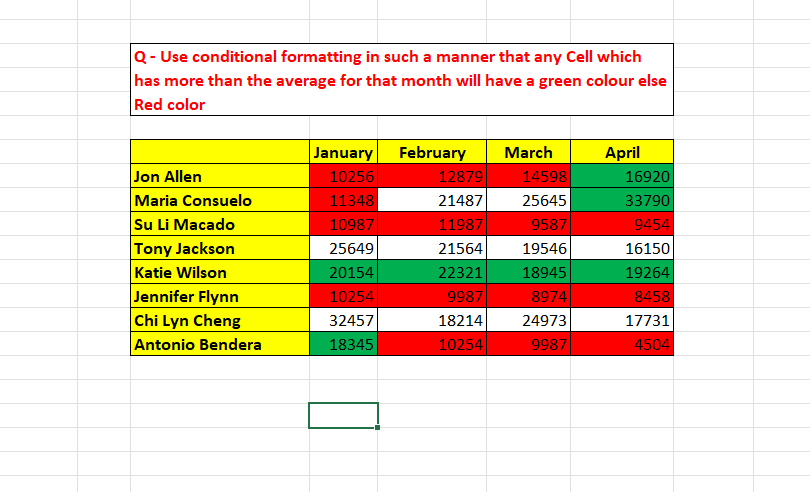 Q - Use conditional formatting in such a manner that any Cell which
has more than the average for that month will have a green colour else
Red color
January February March April
Jon Allen 10256 12879 14598 16920
Maria Consuelo 11348 21487 25645 33790
Su Li Macado 10987 11987 9587 9454
Tony Jackson 25649 21564 19546 16150
Katie Wilson 20154 22321 18945 19264
Jennifer Flynn 10254 9987 8974 8458
Chi Lyn Cheng 32457 18214 24973 17731
Antonio Bendera 18345 10254 9987 4504